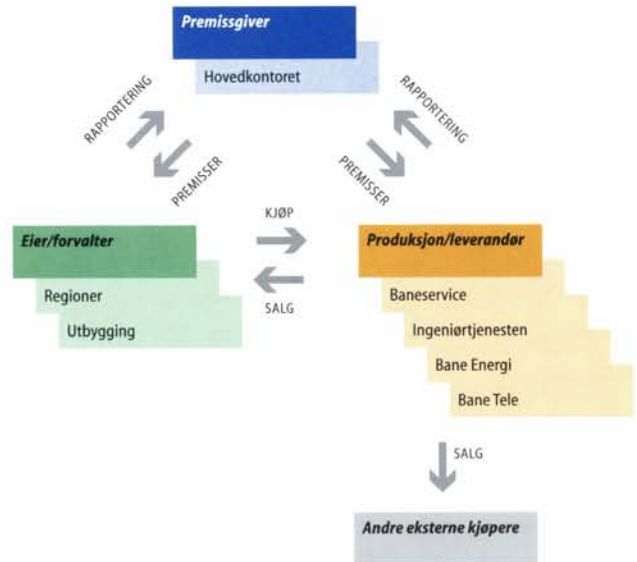 Premissgiver
Hovedkontoret
RAPPORTERING
PREMISSER
RAPPORTERING
PREMISSER
Eier/forvalter
Regioner
Utbygging
KJØP
SALG
Produksjon/leverandør
Baneservice
Ingeniørtjenesten
Bane Energi
Bane Tele
SALG
Andre eksterne kjøpere